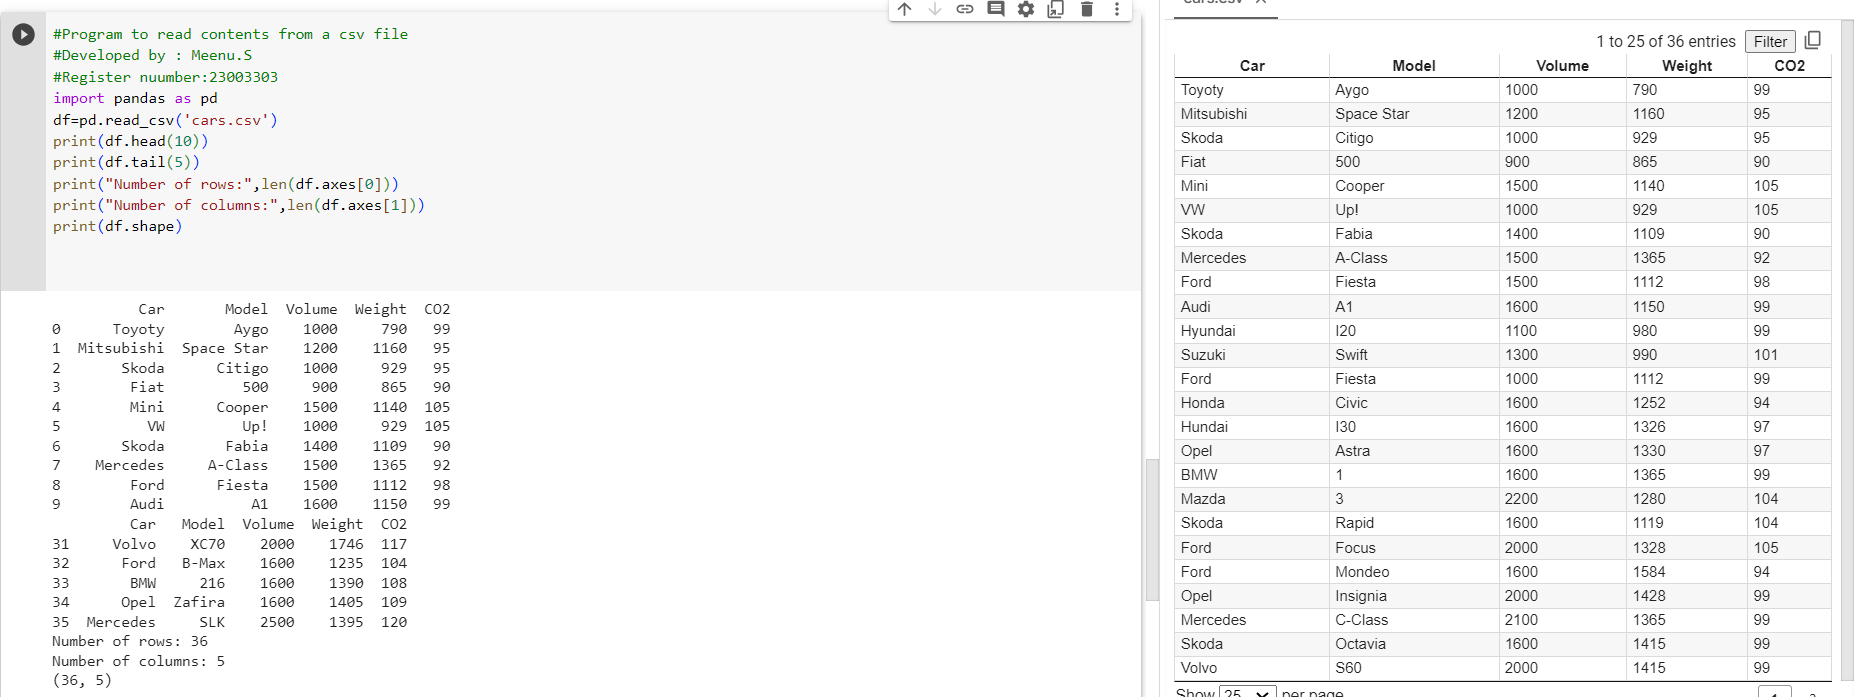 #Program to read contents from a csv file
#Developed by : Meenu.S
#Register nuumber:23003303
import pandas as pd
df=pd.read_csv('cars.csv')
print(df.head(10))
print(df.tail(5))
print("Number of rows:",len(df.axes[0]))
print("Number of columns:",len(df.axes[1]))
print(df.shape)
Car Model Volume Weight CO2
0 Toyoty Aygo 1000 790 99
1 Mitsubishi Space Star 1200 1160 95
2 Skoda Citigo 1000 929 95
3 Fiat 500 900 865 90
4 Mini Cooper 1500 1140 105
5 VW Up! 1000 929 105
6 Skoda Fabia 1400 1109 90
7 Mercedes A-Class 1500 1365 92
8 Ford Fiesta 1500 1112 98
9 Audi A1 1600 1150 99
Car Model Volume Weight CO2
31 Volvo XC70 2000 1746 117
32 Ford B-Max 1600 1235 104
33 BMW 216 1600 1390 108
34 Opel Zafira 1600 1405 109
35 Mercedes SLK 2500 1395 120
Number of rows: 36
Number of columns: 5
(36, 5)
cars.csv
1 to 25 of 36 entries Filter
Car Model Volume Weight CO2
Toyoty Aygo 1000 790 99
Mitsubishi Space Star 1200 1160 95
Skoda Citigo 1000 929 95
Fiat 500 900 865 90
Mini Cooper 1500 1140 105
VW Up! 1000 929 105
Skoda Fabia 1400 1109 90
Mercedes A-Class 1500 1365 92
Ford Fiesta 1500 1112 98
Audi A1 1600 1150 99
Hyundai I20 1100 980 99
Suzuki Swift 1300 990 101
Ford Fiesta 1000 1112 99
Honda Civic 1600 1252 94
Hundai I30 1600 1326 97
Opel Astra 1600 1330 97
BMW 1 1600 1365 99
Mazda 3 2200 1280 104
Skoda Rapid 1600 1119 104
Ford Focus 2000 1328 105
Ford Mondeo 1600 1584 94
Opel Insignia 2000 1428 99
Mercedes C-Class 2100 1365 99
Skoda Octavia 1600 1415 99
Volvo S60 2000 1415 99
Show 25 per page